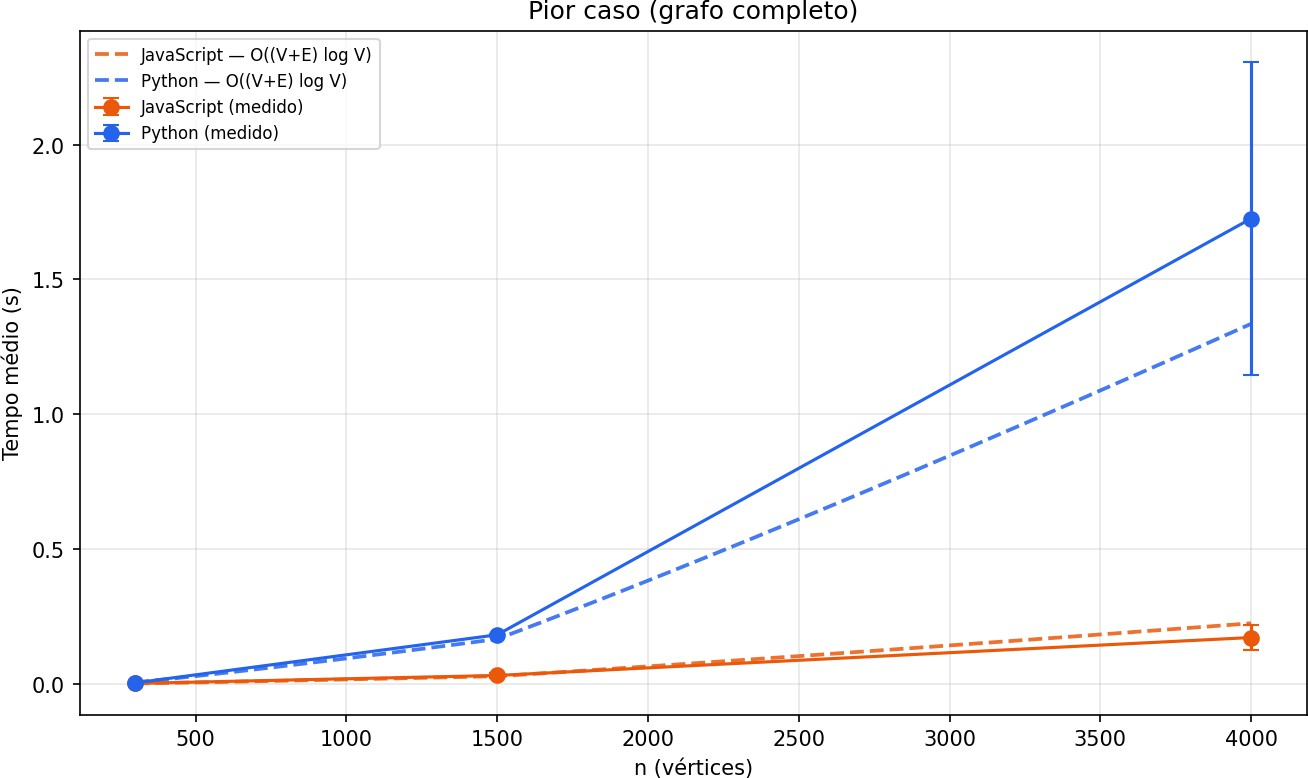 Pior caso (grafo completo)
JavaScript — O((V+E) log V)
Python — O((V+E) log V)
JavaScript (medido)
Python (medido)
Tempo médio (s)
2.0
1.5
1.0
0.5
0.0
500 1000 1500 2000 2500 3000 3500 4000
n (vértices)